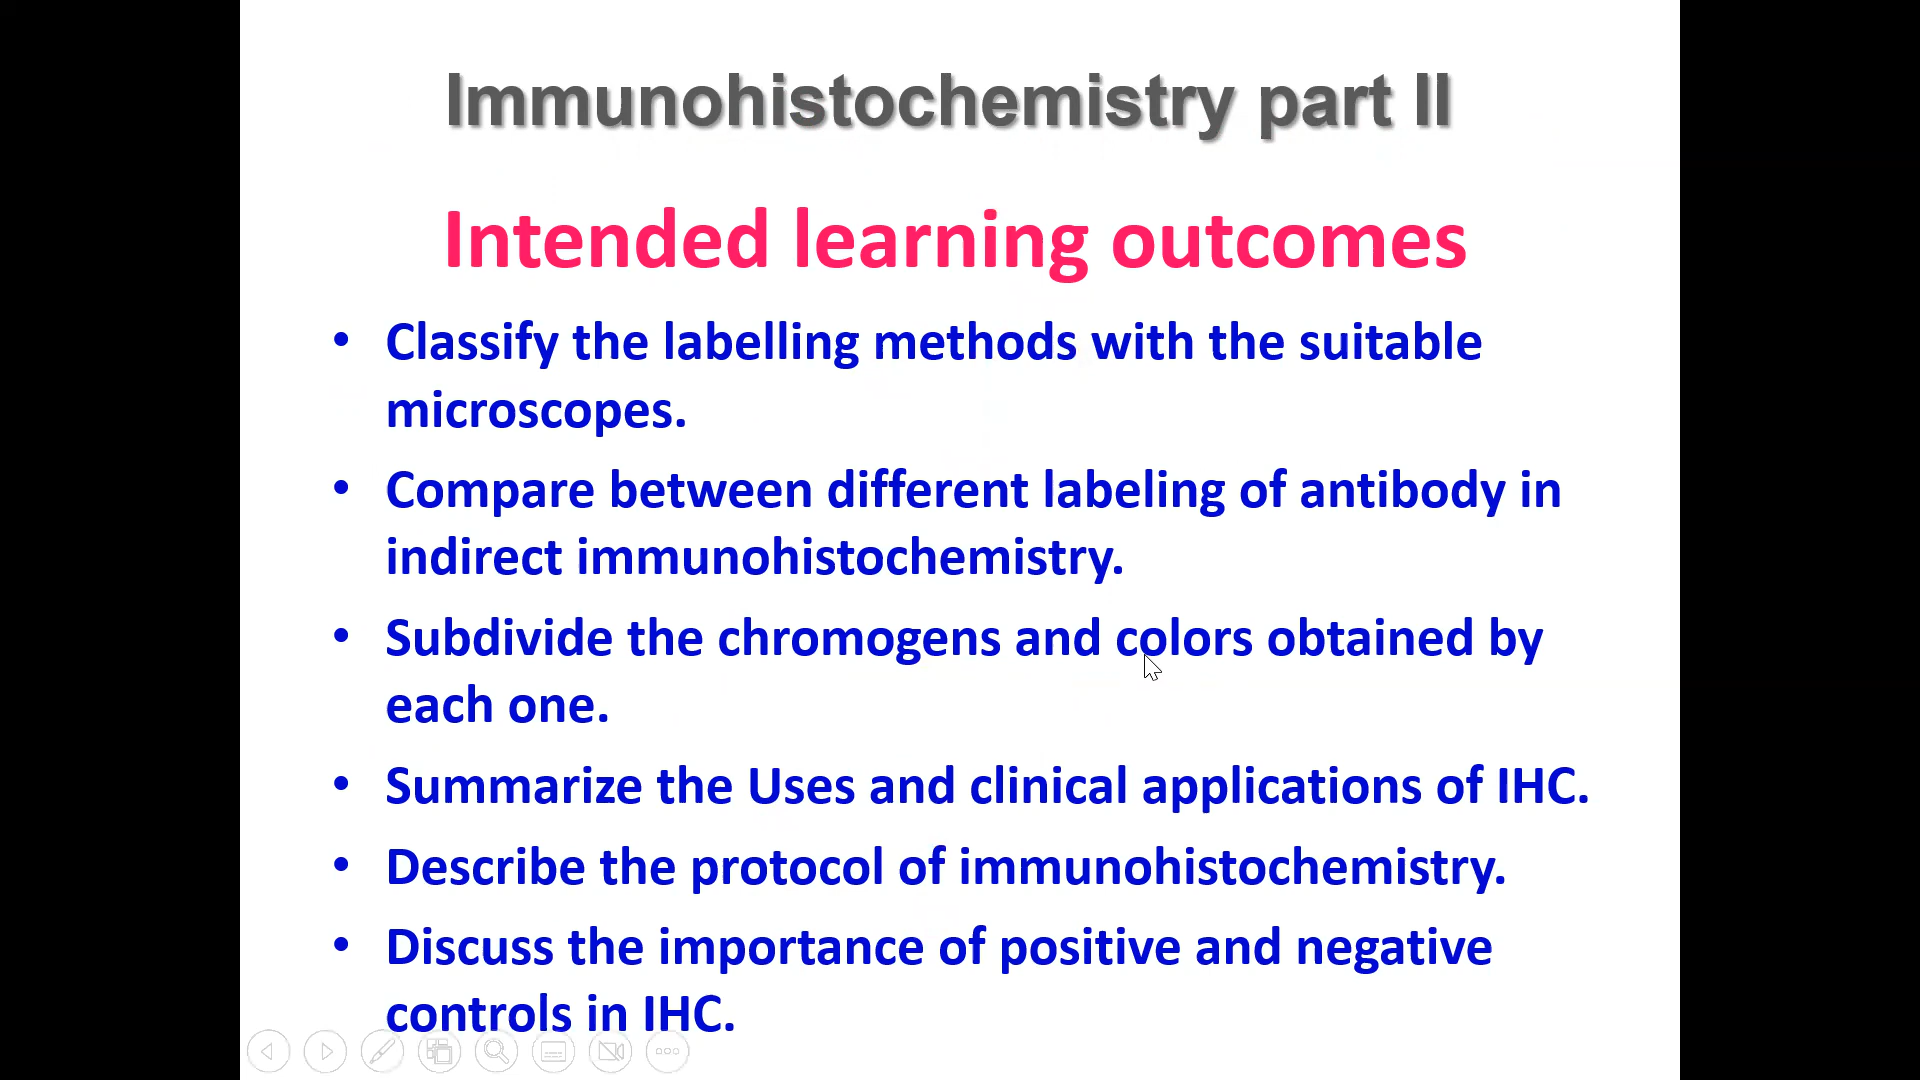 Immunohistochemistry part II
Intended learning outcomes
• Classify the labelling methods with the suitable
microscopes.
• Compare between different labeling of antibody in
indirect immunohistochemistry.
• Subdivide the chromogens and colors obtained by
each one.
• Summarize the Uses and clinical applications of IHC.
• Describe the protocol of immunohistochemistry.
• Discuss the importance of positive and negative
controls in IHC.